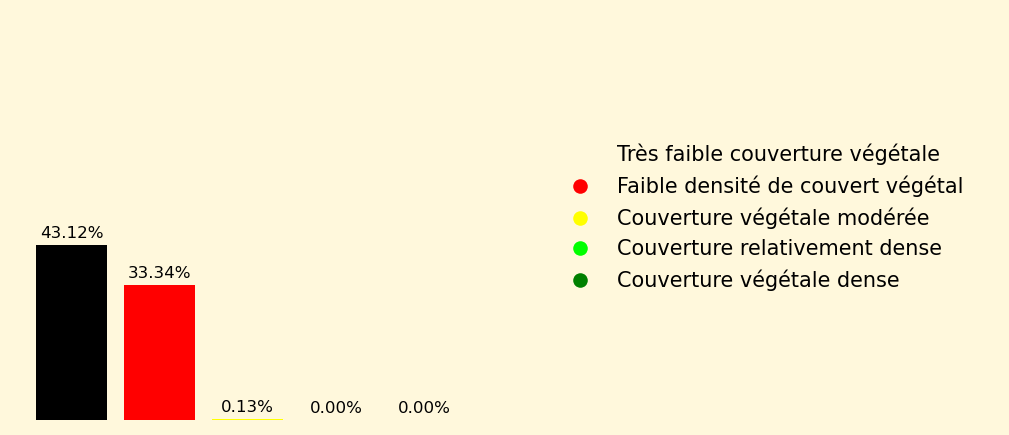 43.12%
33.34%
0.13%
0.00%
0.00%
Très faible couverture végétale
Faible densité de couvert végétal
Couverture végétale modérée
Couverture relativement dense
Couverture végétale dense